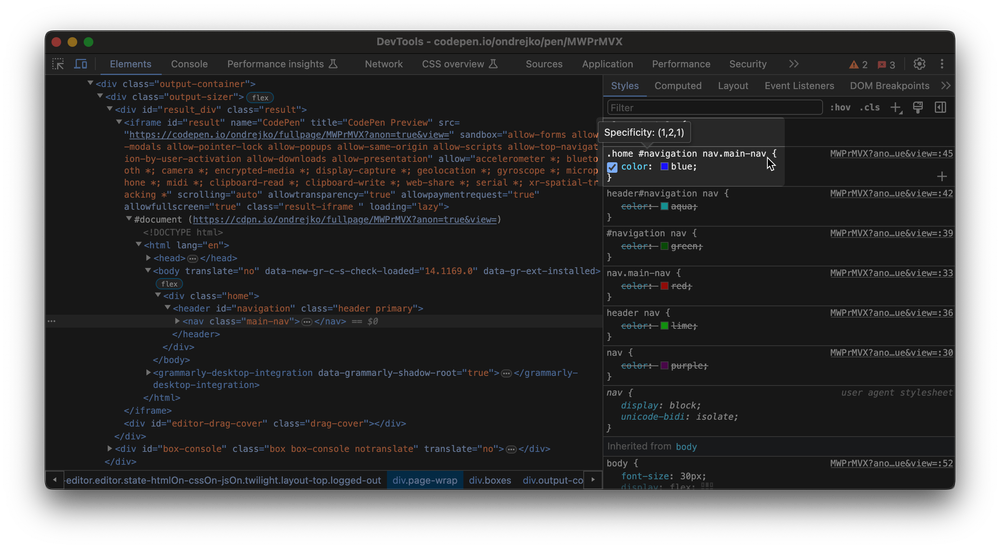 DevTools - codepen.io/ondrejko/pen/MWPrMVX
Elements Console Performance insights Network CSS overview Sources Application Performance Security 2 3
<div class="output-container">
<div class="output-sizer"> flex
<div id="result_div" class="result">
<iframe id="result" name="CodePen" title="CodePen Preview" src=
"https://codepen.io/ondrejko/fullpage/MWPrMVX?anon=true&view=" sandbox="allow-forms allow
-modals allow-pointer-lock allow-popups allow-same-origin allow-scripts allow-top-navigat
ion-by-user-activation allow-downloads allow-presentation" allow="accelerometer *; blueto
oth *; camera *; encrypted-media *; display-capture *; geolocation *; gyroscope *; microp
hone *; midi *; clipboard-read *; clipboard-write *; web-share *; serial *; xr-spatial-tr
acking *" scrolling="auto" allowtransparency="true" allowpaymentrequest="true"
allowfullscreen="true" class="result-iframe " loading="lazy">
#document (https://cdpn.io/ondrejko/fullpage/MWPrMVX?anon=true&view=)
<!DOCTYPE html>
<html lang="en">
<head> … </head>
<body translate="no" data-new-gr-c-s-check-loaded="14.1169.0" data-gr-ext-installed>
flex
<div class="home">
<header id="navigation" class="header primary">
… <nav class="main-nav"> … </nav> == $0
</header>
</div>
</body>
<grammarly-desktop-integration data-grammarly-shadow-root="true"> … </grammarly-
desktop-integration>
</html>
</iframe>
<div id="editor-drag-cover" class="drag-cover"></div>
</div>
<div id="box-console" class="box box-console notranslate" translate="no"> … </div>
</div>
-editor.editor.state-htmlOn-cssOn-jsOn.twilight.layout-top.logged-out div.page-wrap div.boxes div.output-co
Styles Computed Layout Event Listeners DOM Breakpoints
Filter :hov .cls
Specificity: (1,2,1)
.home #navigation nav.main-nav { MWPrMVX?ano…ue&view=:45
color: blue;
}
header#navigation nav { MWPrMVX?ano…ue&view=:42
color: aqua;
}
#navigation nav { MWPrMVX?ano…ue&view=:39
color: green;
}
nav.main-nav { MWPrMVX?ano…ue&view=:33
color: red;
}
header nav { MWPrMVX?ano…ue&view=:36
color: lime;
}
nav { MWPrMVX?ano…ue&view=:30
color: purple;
}
nav { user agent stylesheet
display: block;
unicode-bidi: isolate;
}
Inherited from body
body { MWPrMVX?ano…ue&view=:52
font-size: 30px;
display: flex;